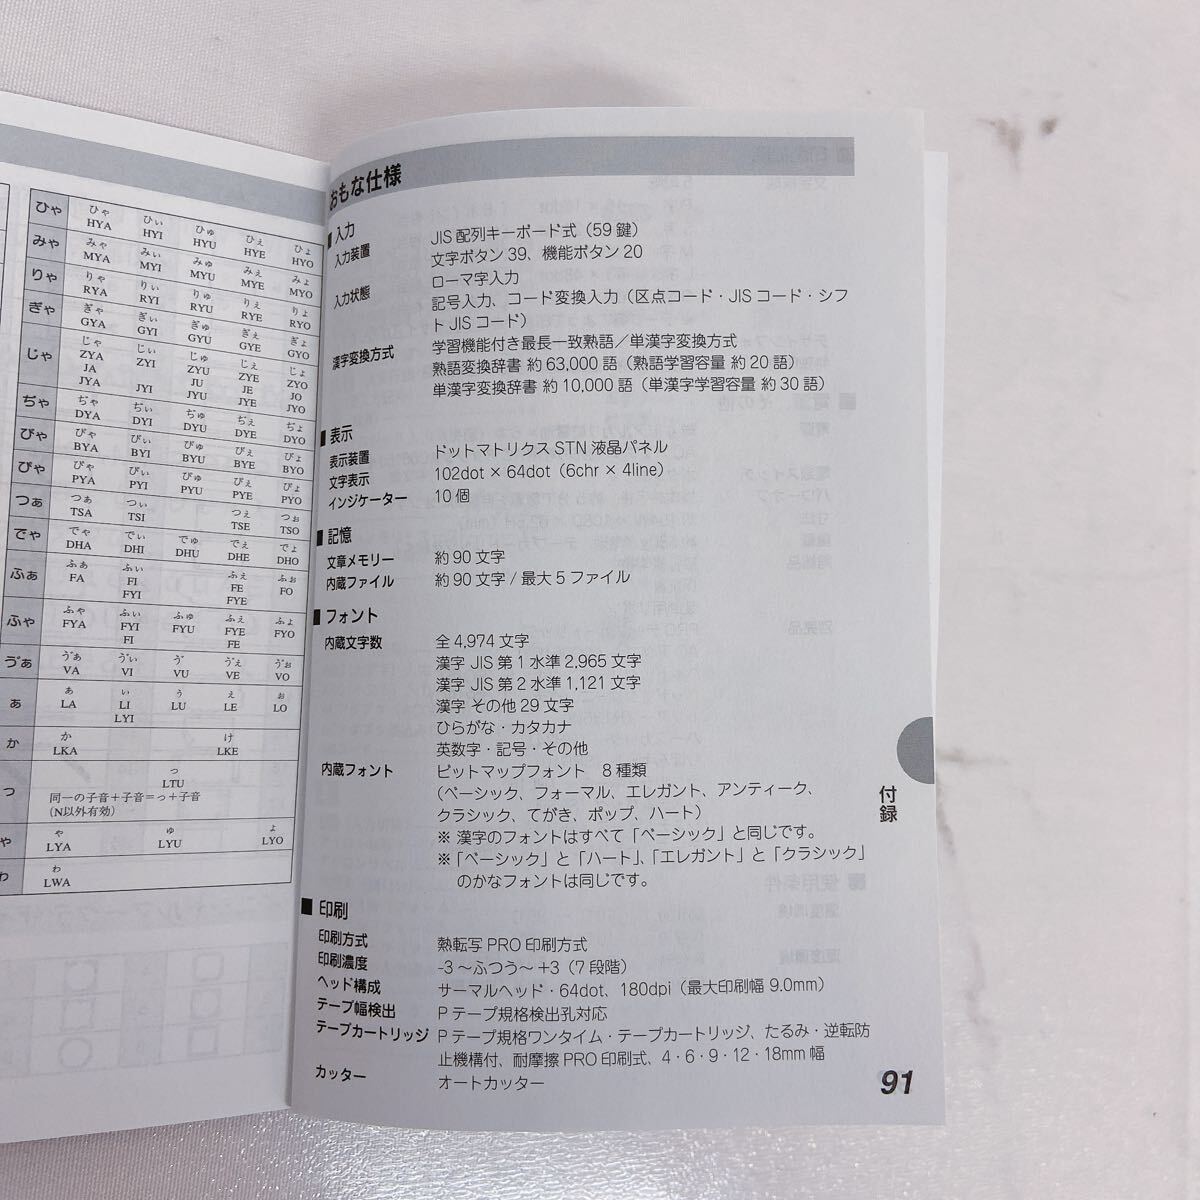 ひゃ ひゃ ひぃ ひゅ ひぇ ひょ
HYA HYI HYU HYE HYO
みゃ みゃ みぃ みゅ みぇ みょ
MYA MYI MYU MYE MYO
りゃ りゃ りぃ りゅ りぇ りょ
RYA RYI RYU RYE RYO
ぎゃ ぎゃ ぎぃ ぎゅ ぎぇ ぎょ
GYA GYI GYU GYE GYO
じゃ じゃ じぃ じゅ じぇ じょ
ZYA ZYI ZYU ZYE ZYO
JA JU JE JO
JYA JYI JYU JYE JYO
ぢゃ ぢゃ ぢぃ ぢゅ ぢぇ ぢょ
DYA DYI DYU DYE DYO
びゃ びゃ びぃ びゅ びぇ びょ
BYA BYI BYU BYE BYO
ぴゃ ぴゃ ぴぃ ぴゅ ぴぇ ぴょ
PYA PYI PYU PYE PYO
つぁ つぁ つぃ つぇ つぉ
TSA TSI TSE TSO
でゃ でゃ でぃ でゅ でぇ でょ
DHA DHI DHU DHE DHO
ふぁ ふぁ ふぃ ふぇ ふぉ
FA FI FE FO
FYI FYE
ふゃ ふゃ ふぃ ふゅ ふぇ ふょ
FYA FYI FYU FYE FYO
FI FE
ヴぁ ヴぁ ヴぃ ヴ ヴぇ ヴぉ
VA VI VU VE VO
ぁ ぁ ぃ ぅ ぇ ぉ
LA LI LU LE LO
LYI
か か け
LKA LKE
っ っ
LTU
同一の子音+子音=っ+子音
(N以外有効)
ゃ ゃ ゅ ょ
LYA LYU LYO
ゎ ゎ
LWA
おもな仕様
■ 入力
入力装置 JIS 配列キーボード式（59 鍵）
文字ボタン 39、機能ボタン 20
入力状態 ローマ字入力
記号入力、コード変換入力（区点コード・JIS コード・シフ
ト JIS コード）
漢字変換方式 学習機能付き最長一致熟語／単漢字変換方式
熟語変換辞書 約 63,000 語（熟語学習容量 約 20 語）
単漢字変換辞書 約 10,000 語（単漢字学習容量 約 30 語）
■ 表示
表示装置 ドットマトリクス STN 液晶パネル
文字表示 102dot × 64dot（6chr × 4line）
インジケーター 10 個
■ 記憶
文章メモリー 約 90 文字
内蔵ファイル 約 90 文字 / 最大 5 ファイル
■ フォント
内蔵文字数 全 4,974 文字
漢字 JIS 第 1 水準 2,965 文字
漢字 JIS 第 2 水準 1,121 文字
漢字 その他 29 文字
ひらがな・カタカナ
英数字・記号・その他
内蔵フォント ビットマップフォント 8 種類
（ベーシック、フォーマル、エレガント、アンティーク、
クラシック、てがき、ポップ、ハート）
※ 漢字のフォントはすべて「ベーシック」と同じです。
※「ベーシック」と「ハート」、「エレガント」と「クラシック」
のかなフォントは同じです。
■ 印刷
印刷方式 熱転写 PRO 印刷方式
印刷濃度 -3 〜ふつう〜 +3（7 段階）
ヘッド構成 サーマルヘッド・64dot、180dpi（最大印刷幅 9.0mm）
テープ幅検出 P テープ規格検出孔対応
テープカートリッジ P テープ規格ワンタイム・テープカートリッジ、たるみ・逆転防
止機構付、耐摩擦 PRO 印刷式、4・6・9・12・18mm 幅
カッター オートカッター
付録
91